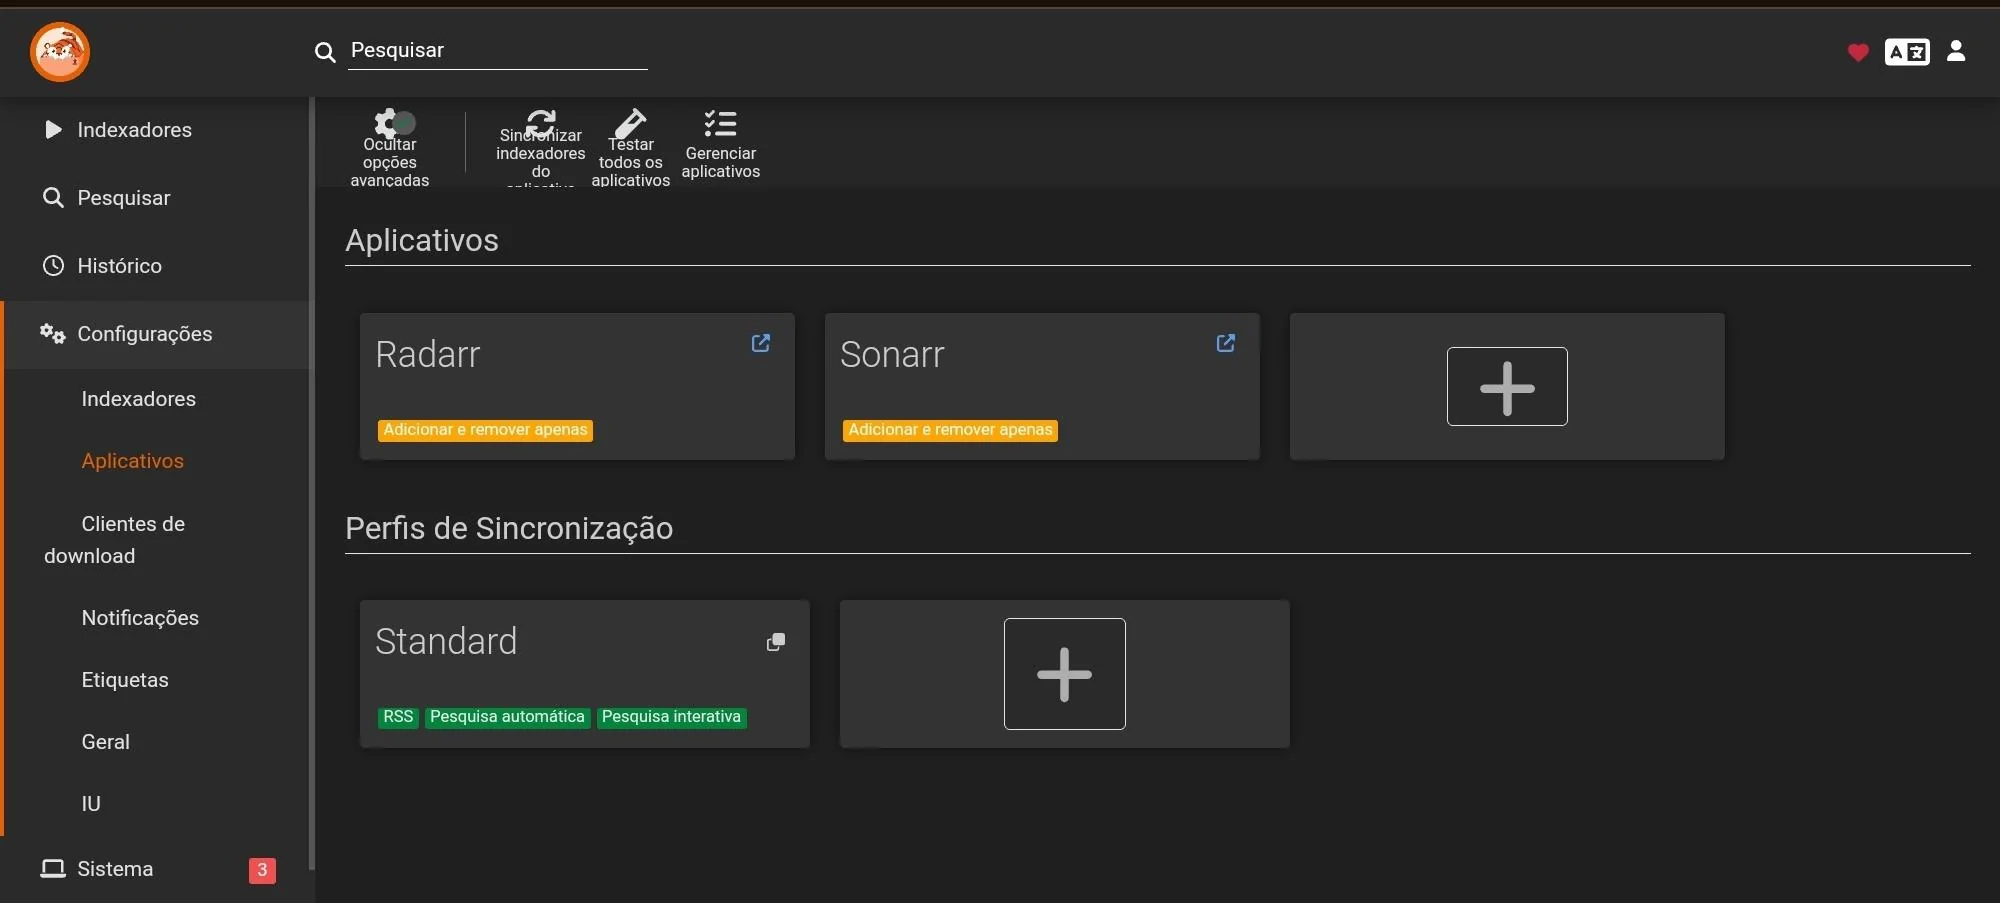 Pesquisar
Indexadores
Pesquisar
Histórico
Configurações
Indexadores
Aplicativos
Clientes de
download
Notificações
Etiquetas
Geral
IU
Sistema
3
Ocultar
opções
avançadas
Sincronizar
indexadores
do
aplicativo
Testar
todos os
aplicativos
Gerenciar
aplicativos
Aplicativos
Radarr
Adicionar e remover apenas
Sonarr
Adicionar e remover apenas
Perfis de Sincronização
Standard
RSS Pesquisa automática Pesquisa interativa